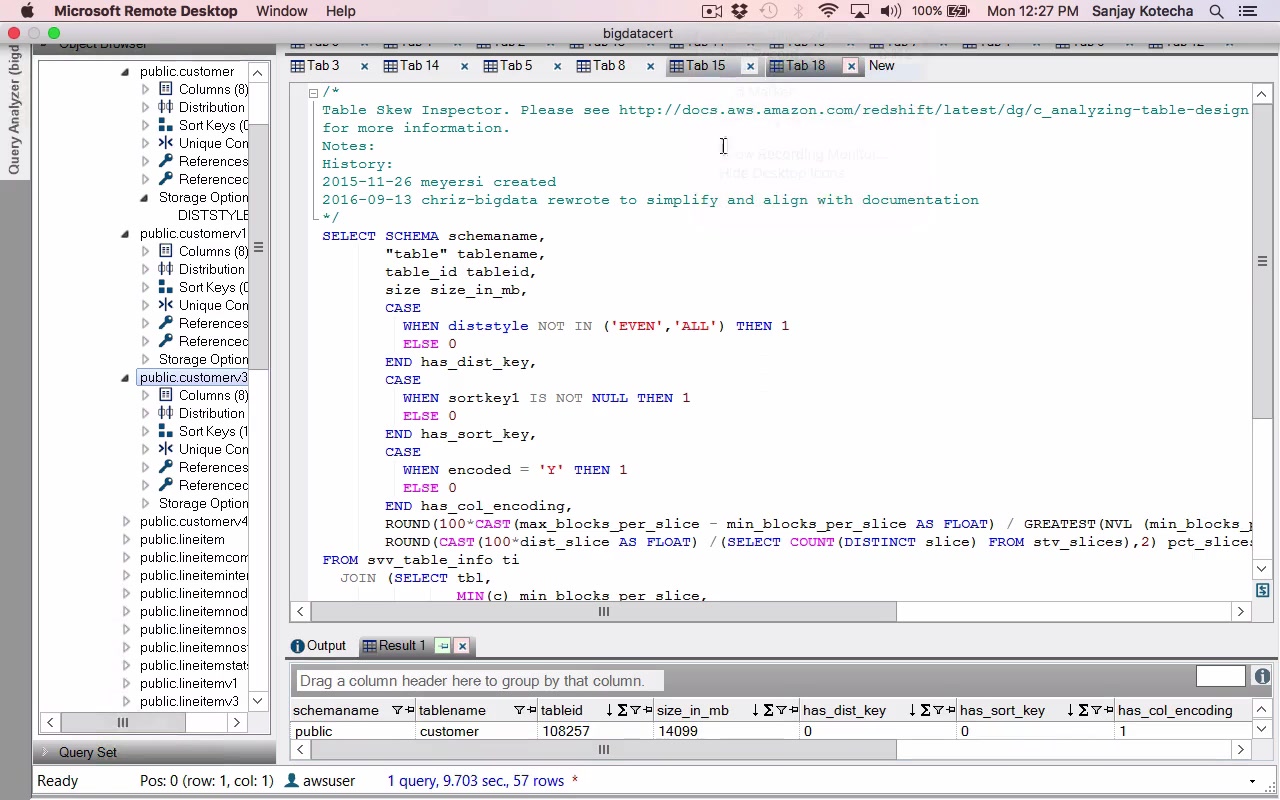 Microsoft Remote Desktop Window Help 100% Mon 12:27 PM Sanjay Kotecha
bigdatacert
Object Browser
Tab 3 Tab 14 Tab 5 Tab 8 Tab 15 Tab 18 New
Query Analyzer (bigd
public.customer
Columns (8)
Distribution
Sort Keys (0
Unique Con
References
Referenced
Storage Option
DISTSTYLE
public.customerv1
Columns (8)
Distribution
Sort Keys (0
Unique Con
References
Referenced
Storage Option
public.customerv3
Columns (8)
Distribution
Sort Keys (1
Unique Con
References
Referenced
Storage Option
public.customerv4
public.lineitem
public.lineitemcom
public.lineiteminter
public.lineitemnod
public.lineitemnod
public.lineitemnos
public.lineitemnos
public.lineitemstats
public.lineitemv1
public.lineitemv3
Query Set
/*
Table Skew Inspector. Please see http://docs.aws.amazon.com/redshift/latest/dg/c_analyzing-table-design
for more information.
Notes:
History:
2015-11-26 meyersi created
2016-09-13 chriz-bigdata rewrote to simplify and align with documentation
*/
SELECT SCHEMA schemaname,
"table" tablename,
table_id tableid,
size size_in_mb,
CASE
WHEN diststyle NOT IN ('EVEN','ALL') THEN 1
ELSE 0
END has_dist_key,
CASE
WHEN sortkey1 IS NOT NULL THEN 1
ELSE 0
END has_sort_key,
CASE
WHEN encoded = 'Y' THEN 1
ELSE 0
END has_col_encoding,
ROUND(100*CAST(max_blocks_per_slice - min_blocks_per_slice AS FLOAT) / GREATEST(NVL (min_blocks_p
ROUND(CAST(100*dist_slice AS FLOAT) /(SELECT COUNT(DISTINCT slice) FROM stv_slices),2) pct_slices
FROM svv_table_info ti
JOIN (SELECT tbl,
MIN(c) min_blocks_per_slice,
Show Recording Monitor...
Hide Desktop Icons
Output Result 1
Drag a column header here to group by that column.
schemaname tablename tableid size_in_mb has_dist_key has_sort_key has_col_encoding
public customer 108257 14099 0 0 1
Ready Pos: 0 (row: 1, col: 1) awsuser 1 query, 9.703 sec., 57 rows *